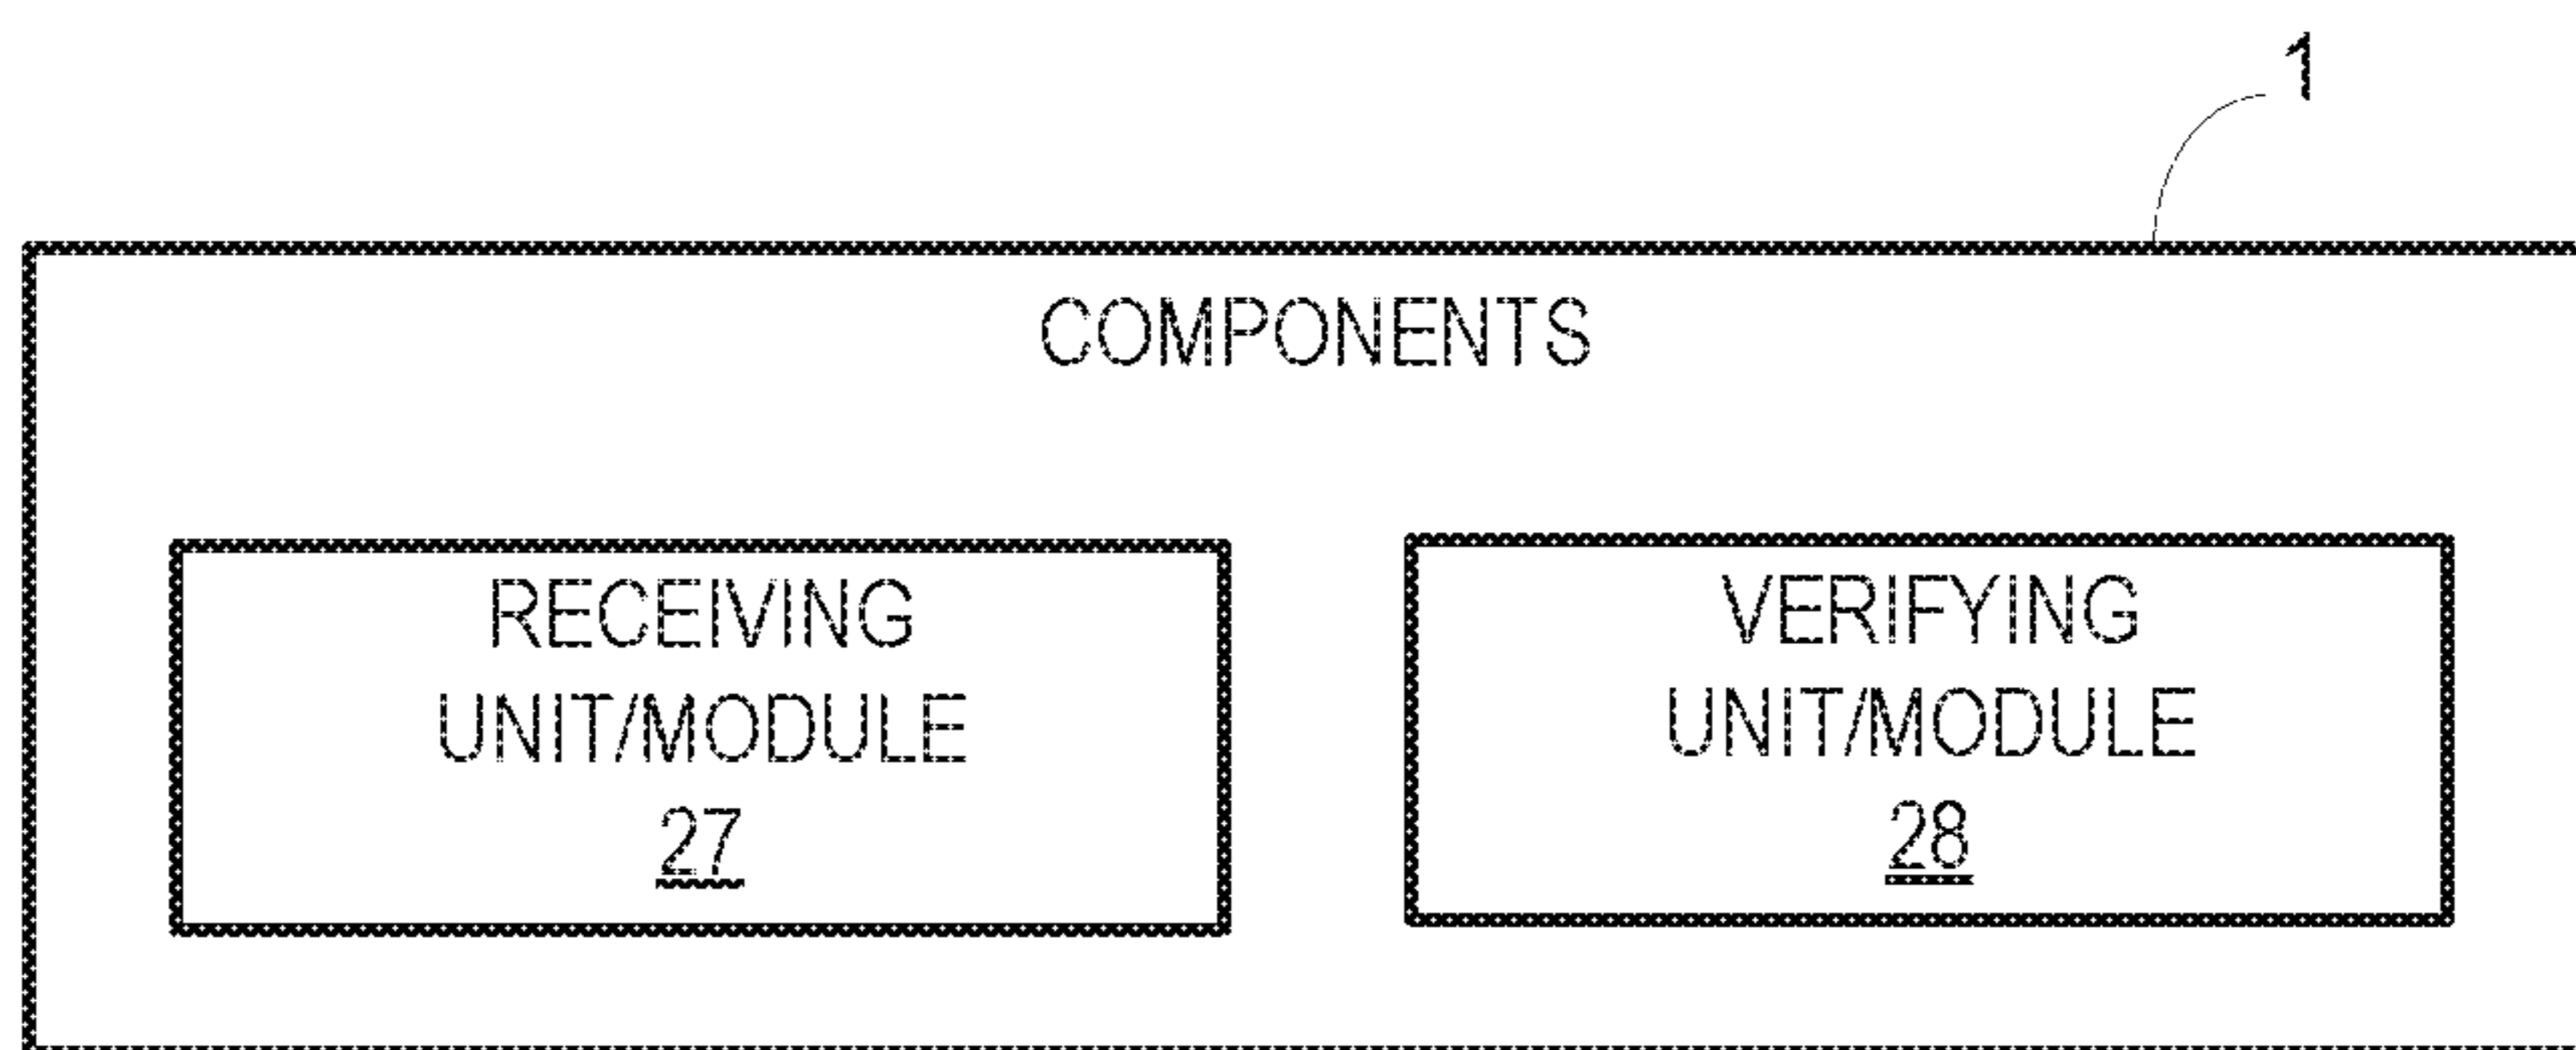 1
COMPONENTS
RECEIVING
UNIT/MODULE
27
VERIFYING
UNIT/MODULE
28